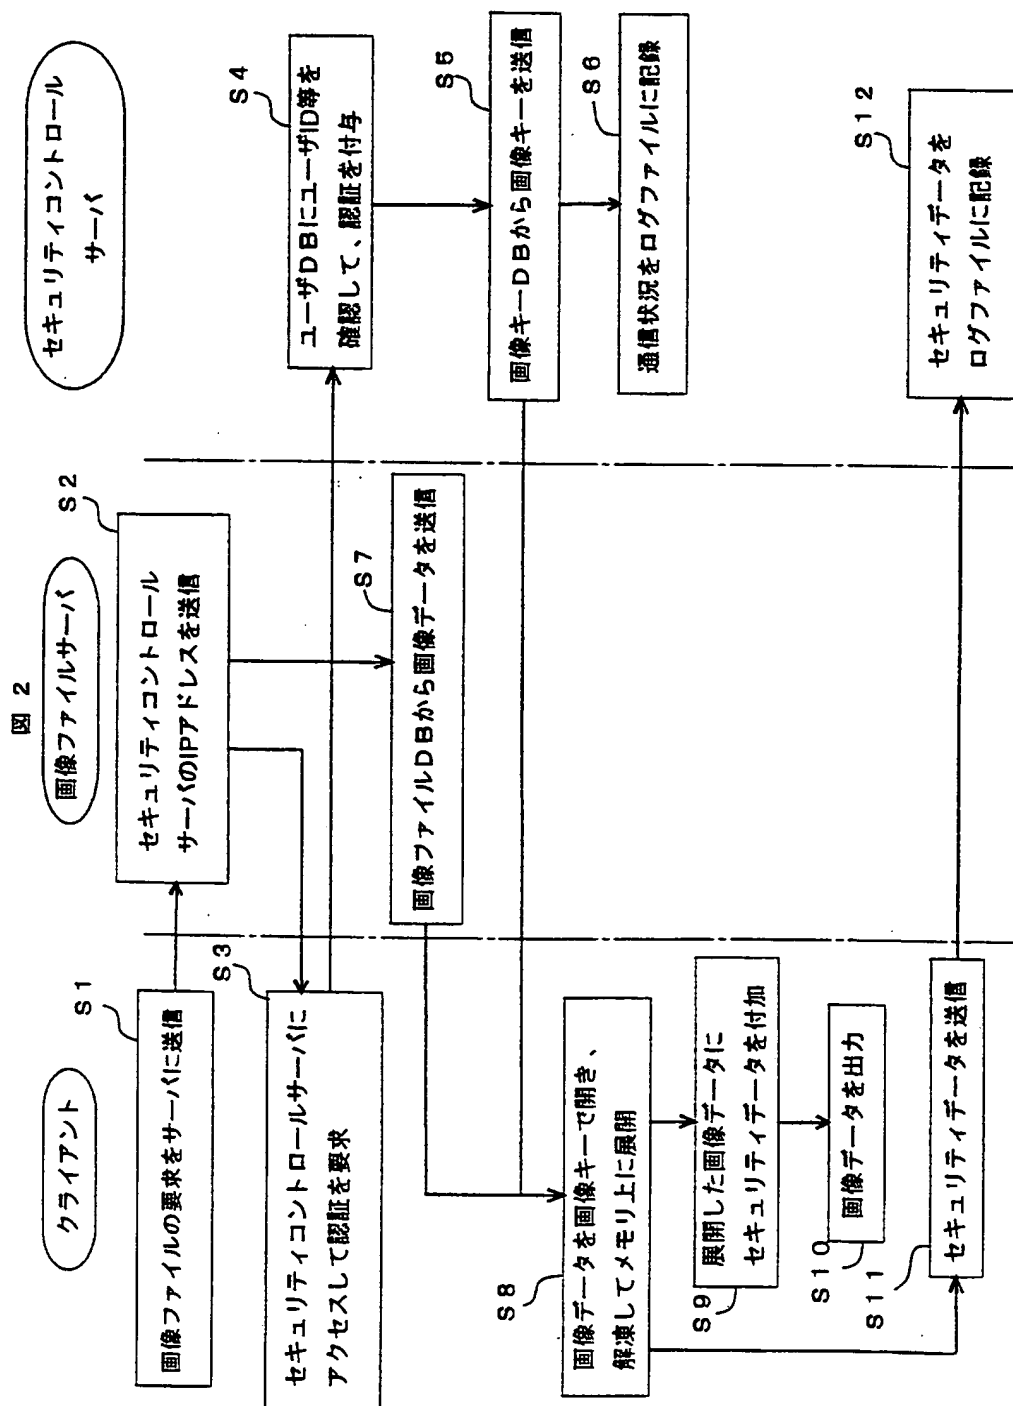 図 2
クライアント
画像ファイルサーバ
セキュリティコントロール
サーバ
S1
画像ファイルの要求をサーバに送信
S2
セキュリティコントロール
サーバのIPアドレスを送信
S3
セキュリティコントロールサーバに
アクセスして認証を要求
S4
ユーザDBにユーザID等を
確認して、認証を付与
S5
画像キーDBから画像キーを送信
S6
通信状況をログファイルに記録
S7
画像ファイルDBから画像データを送信
S8
画像データを画像キーで開き、
解凍してメモリ上に展開
S9
展開した画像データに
セキュリティデータを付加
S10
画像データを出力
S11
セキュリティデータを送信
S12
セキュリティデータを
ログファイルに記録